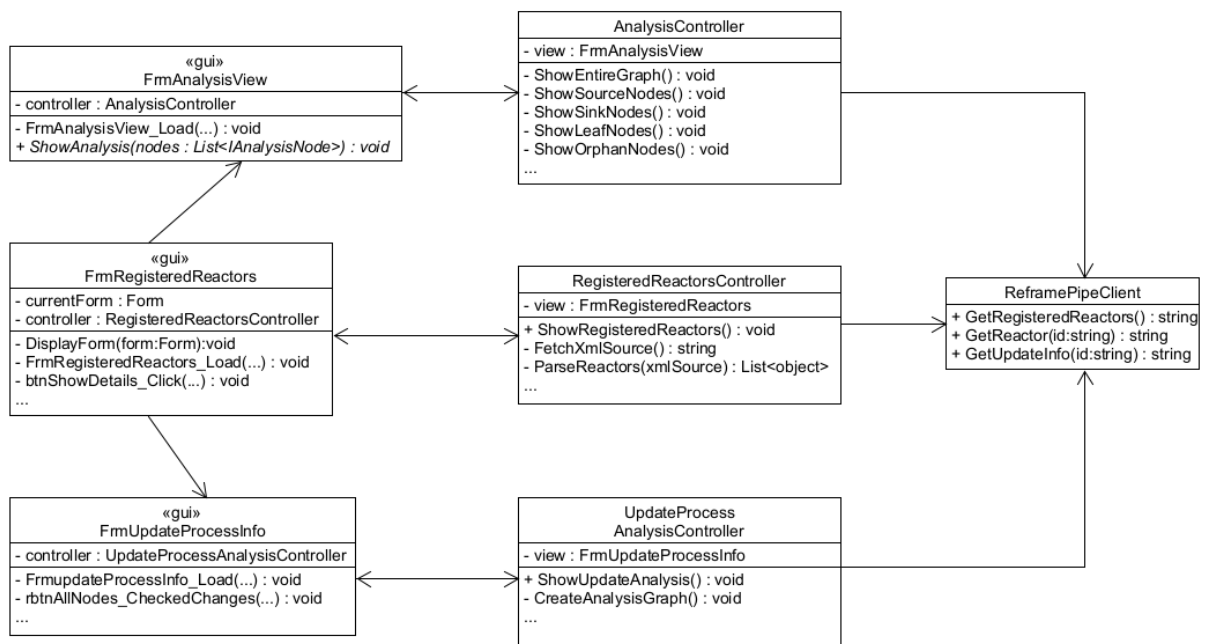 «gui»
FrmAnalysisView
- controller : AnalysisController
- FrmAnalysisView_Load(...) : void
+ ShowAnalysis(nodes : List<IAnalysisNode>) : void
AnalysisController
- view : FrmAnalysisView
- ShowEntireGraph() : void
- ShowSourceNodes() : void
- ShowSinkNodes() : void
- ShowLeafNodes() : void
- ShowOrphanNodes() : void
...
«gui»
FrmRegisteredReactors
- currentForm : Form
- controller : RegisteredReactorsController
- DisplayForm(form:Form):void
- FrmRegisteredReactors_Load(...) : void
- btnShowDetails_Click(...) : void
...
RegisteredReactorsController
- view : FrmRegisteredReactors
+ ShowRegisteredReactors() : void
- FetchXmlSource() : string
- ParseReactors(xmlSource) : List<object>
...
ReframePipeClient
+ GetRegisteredReactors() : string
+ GetReactor(id:string) : string
+ GetUpdateInfo(id:string) : string
«gui»
FrmUpdateProcessInfo
- controller : UpdateProcessAnalysisController
- FrmupdateProcessInfo_Load(...) : void
- rbtnAllNodes_CheckedChanges(...) : void
...
UpdateProcess
AnalysisController
- view : FrmUpdateProcessInfo
+ ShowUpdateAnalysis() : void
- CreateAnalysisGraph() : void
...